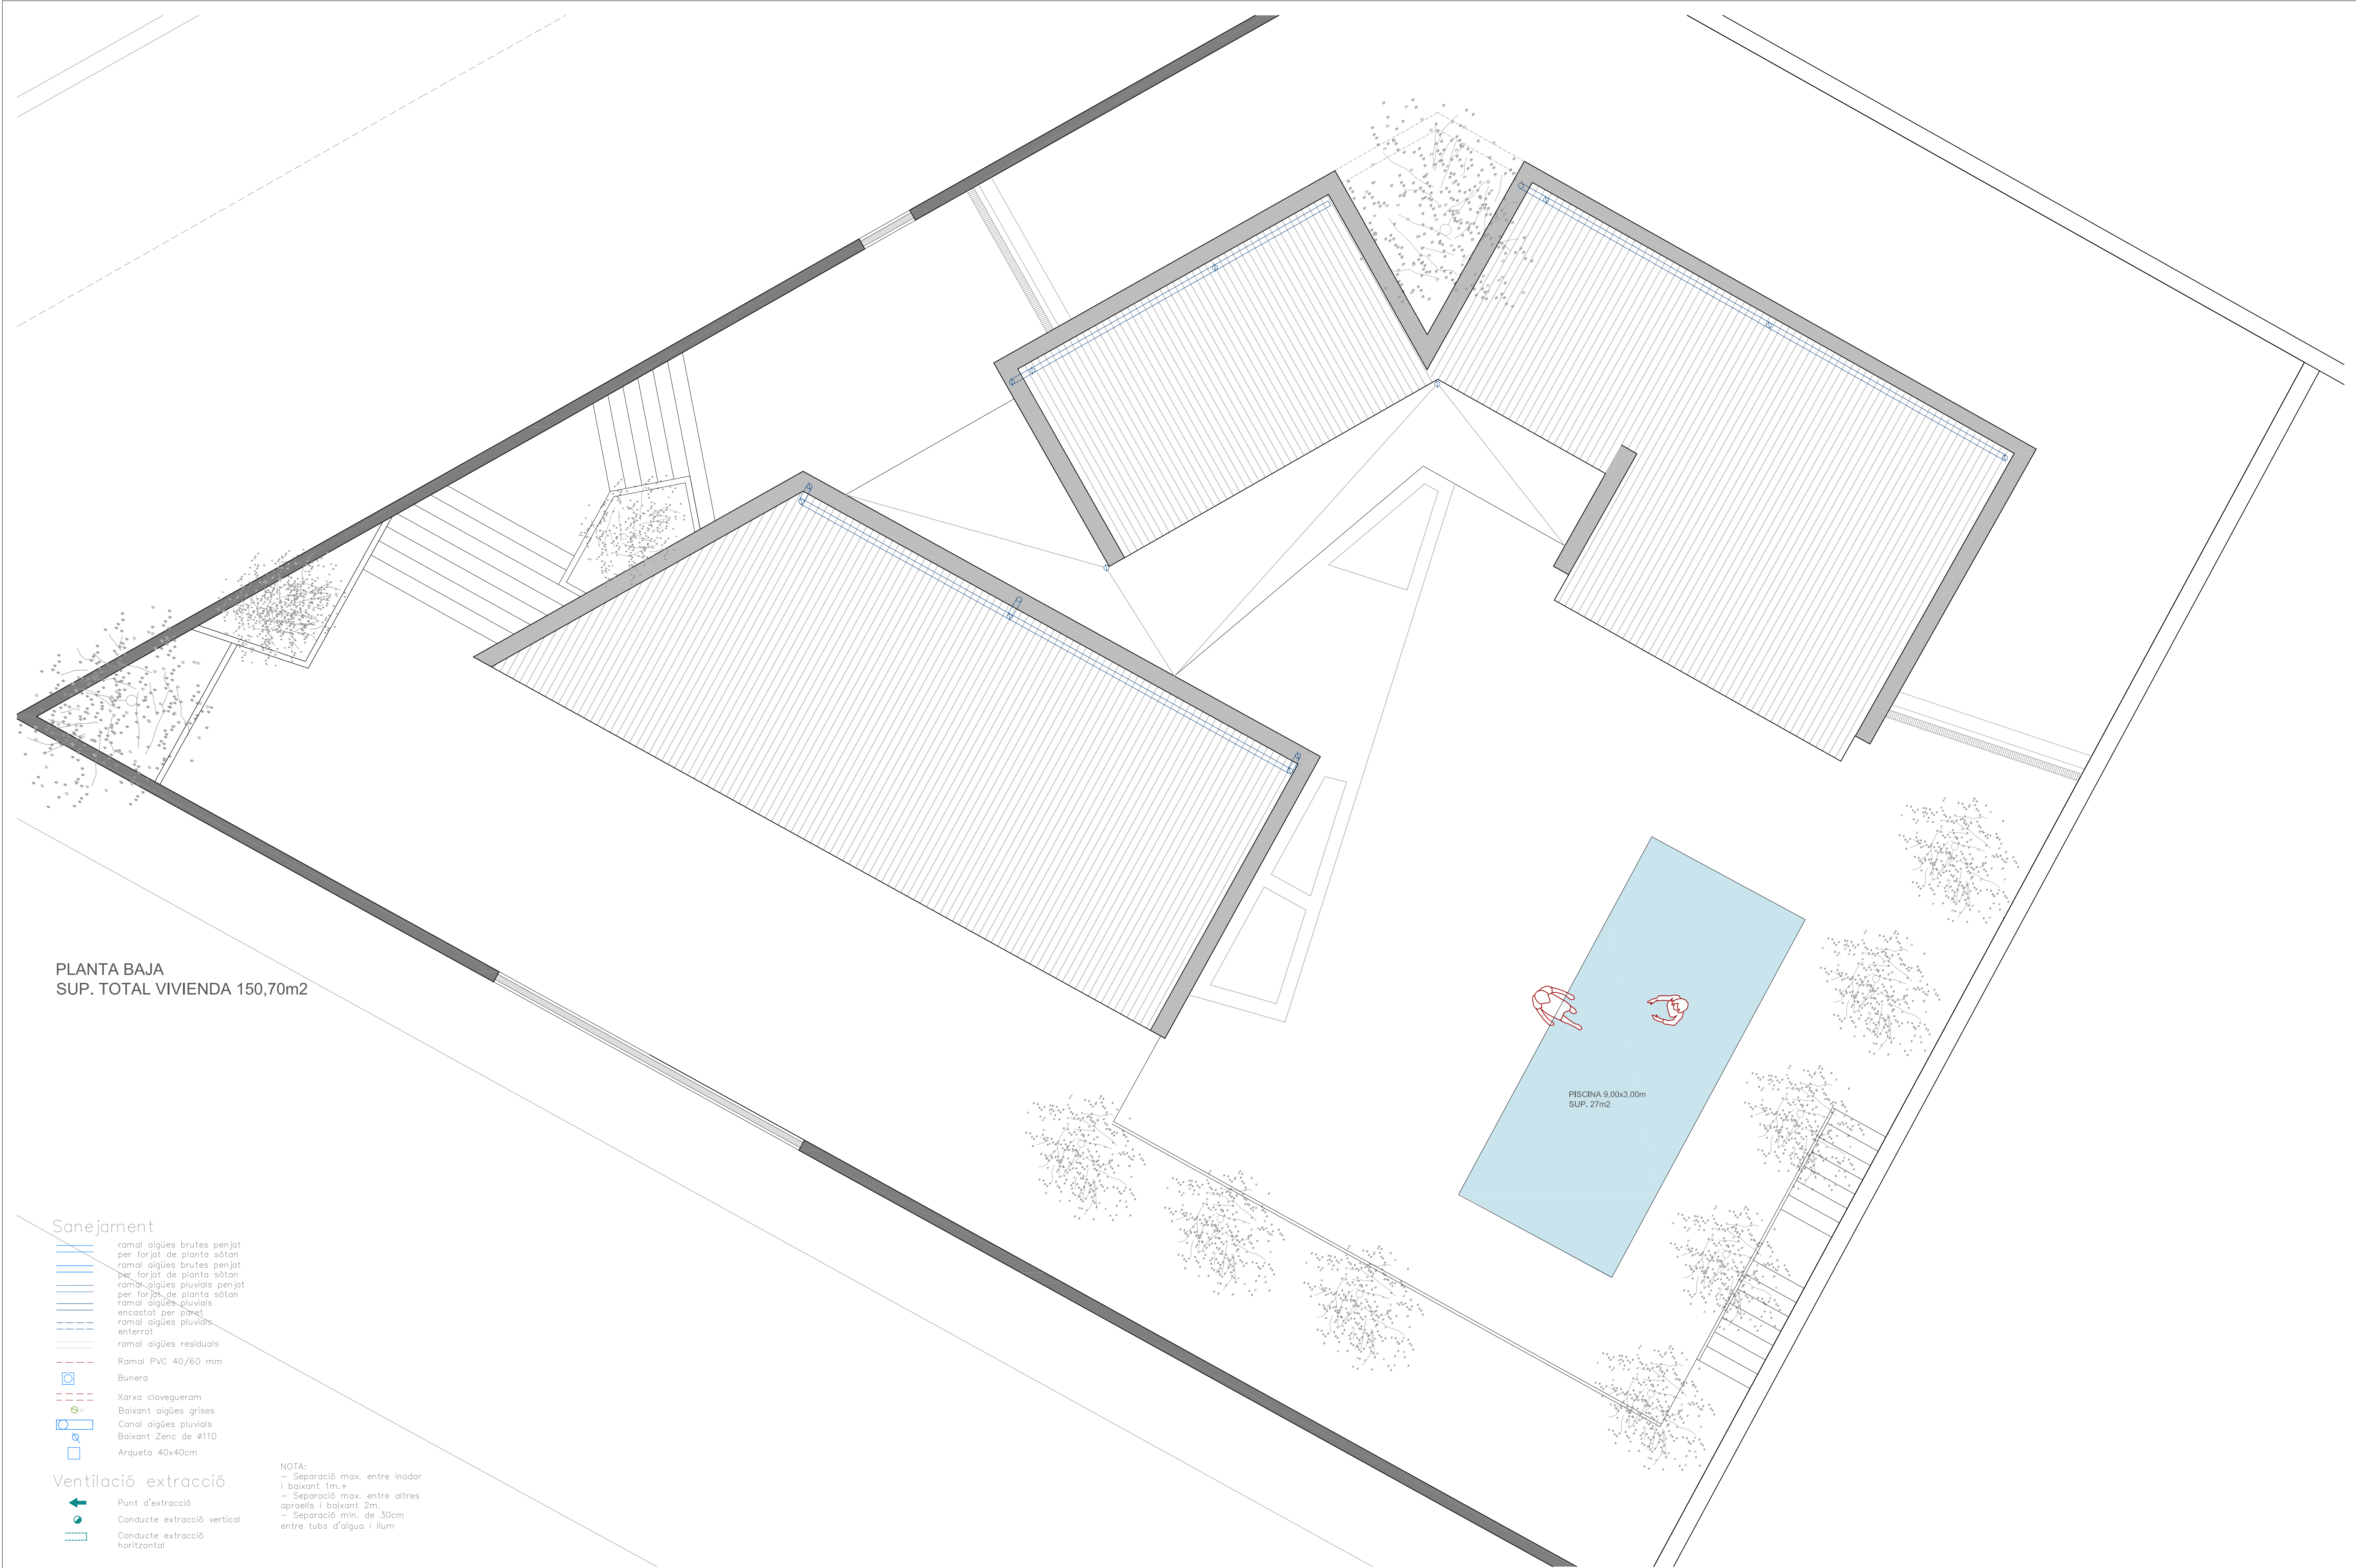 PLANTA BAJA
SUP. TOTAL VIVIENDA 150,70m2
PISCINA 9,00x3,00m
SUP. 27m2
Sanejament
ramal aigües brutes penjat
per forjat de planta sòtan
ramal aigües brutes penjat
per forjat de planta sòtan
ramal aigües pluvials penjat
per forjat de planta sòtan
ramal aigües pluvials
encastat per paret
ramal aigües pluvials
enterrat
ramal aigües residuals
Ramal PVC 40/60 mm
Bunera
Xarxa clavegueram
Baixant aigües grises
Canal aigües pluvials
Baixant Zenc de ø110
Arqueta 40x40cm
Ventilació extracció
Punt d'extracció
Conducte extracció vertical
Conducte extracció
horitzontal
NOTA:
– Separació max. entre inodor
i baixant 1m.+
– Separació max. entre altres
apraells i baixant 2m.
– Separació min. de 30cm
entre tubs d'aigua i llum